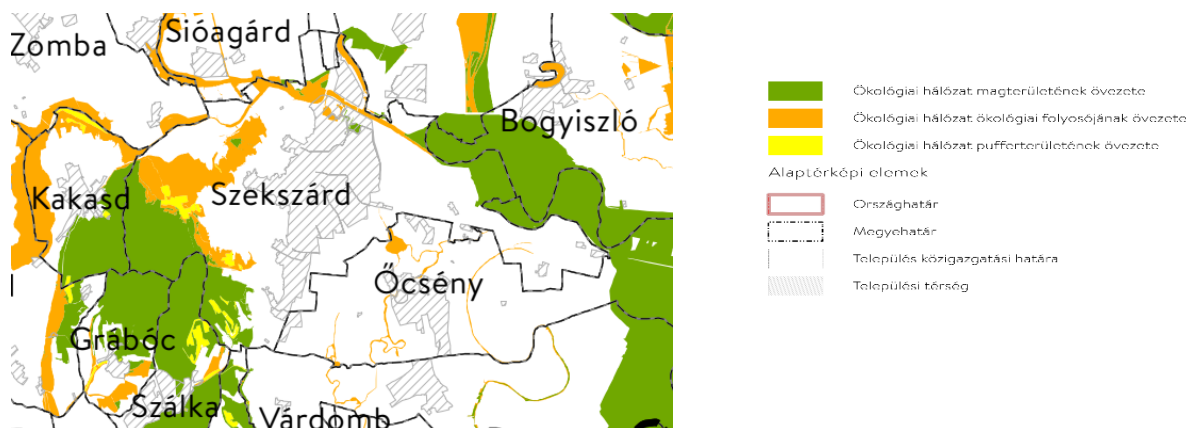 Zomba
Sióagárd
Bogyiszló
Kakasd
Szekszárd
Őcsény
Grábóc
Szálka
Várdomb
Ökológiai hálózat magterületének övezete
Ökológiai hálózat ökológiai folyosójának övezete
Ökológiai hálózat pufferterületének övezete
Alaptérképi elemek
Országhatár
Megyehatár
Település közigazgatási határa
Települési térség